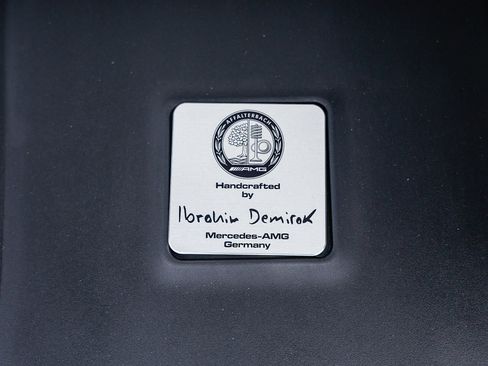 AFFALTERBACH
AMG
Handcrafted
by
Ibrahim Demirok
Mercedes-AMG
Germany